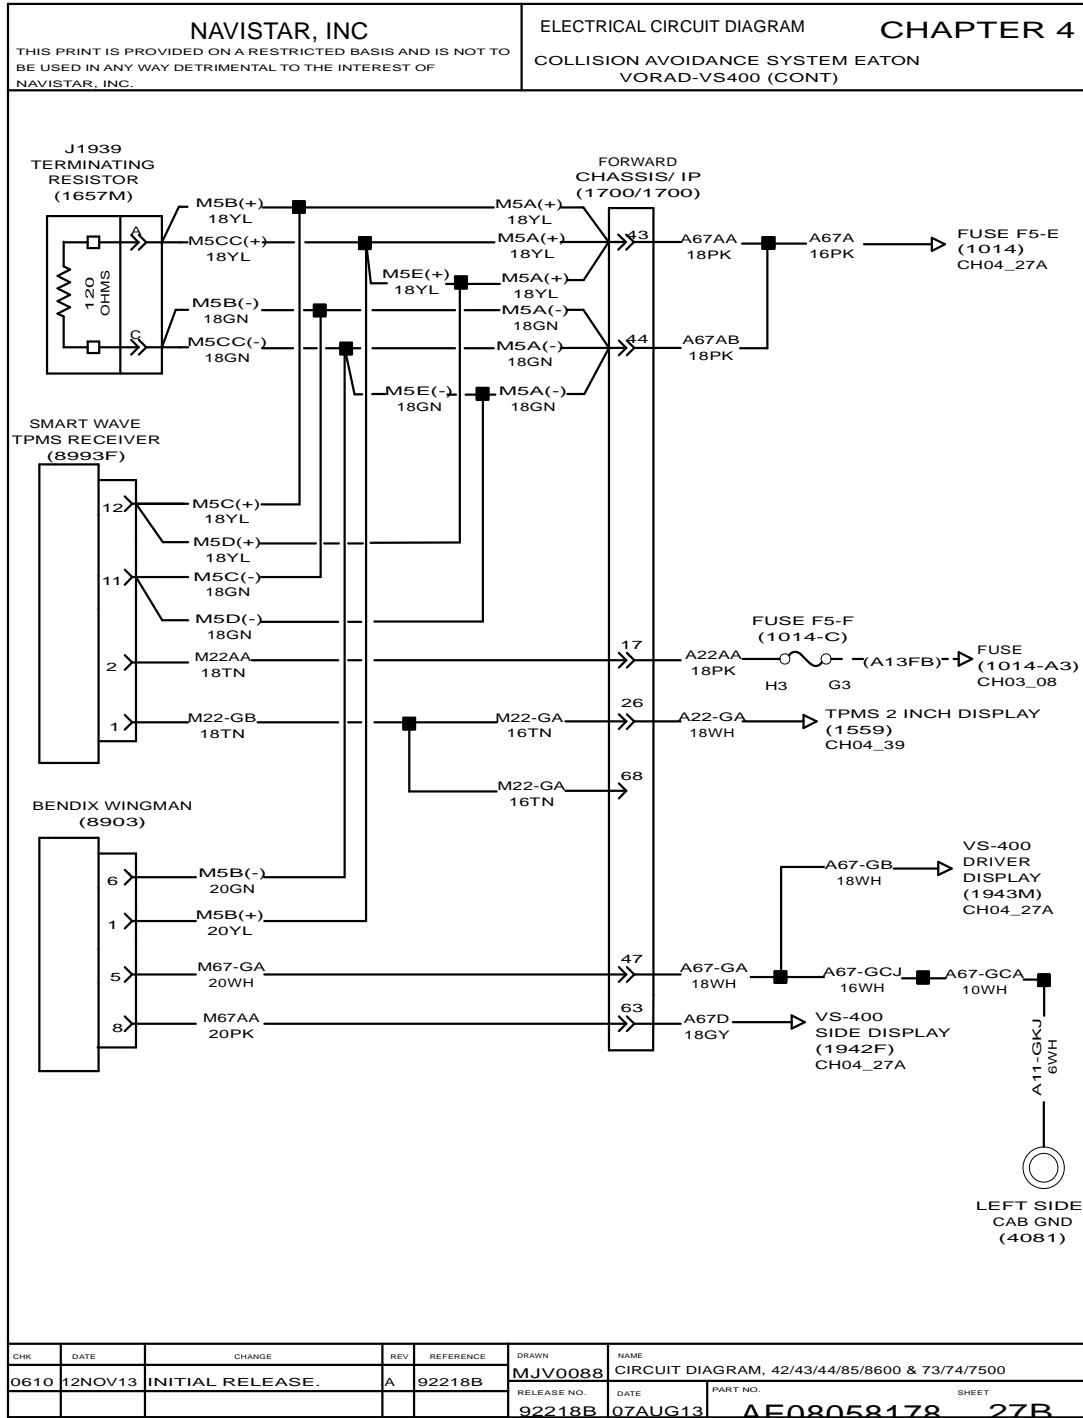 NAVISTAR, INC
THIS PRINT IS PROVIDED ON A RESTRICTED BASIS AND IS NOT TO
BE USED IN ANY WAY DETRIMENTAL TO THE INTEREST OF
NAVISTAR, INC.
ELECTRICAL CIRCUIT DIAGRAM
CHAPTER 4
COLLISION AVOIDANCE SYSTEM EATON
VORAD-VS400 (CONT)
J1939
TERMINATING
RESISTOR
(1657M)
FORWARD
CHASSIS/ IP
(1700/1700)
M5B(+)
18YL
M5A(+)
18YL
A
M5CC(+)
18YL
M5A(+)
18YL
43
A67AA
18PK
A67A
16PK
FUSE F5-E
(1014)
CH04_27A
M5E(+)
18YL
M5A(+)
18YL
120
OHMS
M5B(-)
18GN
M5A(-)
18GN
C
M5CC(-)
18GN
M5A(-)
18GN
44
A67AB
18PK
M5E(-)
18GN
M5A(-)
18GN
SMART WAVE
TPMS RECEIVER
(8993F)
12
M5C(+)
18YL
M5D(+)
18YL
11
M5C(-)
18GN
M5D(-)
18GN
2
M22AA
18TN
17
A22AA
18PK
FUSE F5-F
(1014-C)
H3
G3
(A13FB)
FUSE
(1014-A3)
CH03_08
1
M22-GB
18TN
M22-GA
16TN
26
A22-GA
18WH
TPMS 2 INCH DISPLAY
(1559)
CH04_39
M22-GA
16TN
68
BENDIX WINGMAN
(8903)
6
M5B(-)
20GN
1
M5B(+)
20YL
5
M67-GA
20WH
47
A67-GA
18WH
A67-GB
18WH
VS-400
DRIVER
DISPLAY
(1943M)
CH04_27A
A67-GCJ
16WH
A67-GCA
10WH
8
M67AA
20PK
63
A67D
18GY
VS-400
SIDE DISPLAY
(1942F)
CH04_27A
A11-GKJ
6WH
LEFT SIDE
CAB GND
(4081)
CHK
DATE
CHANGE
REV
REFERENCE
DRAWN
NAME
0610
12NOV13
INITIAL RELEASE.
A
92218B
MJV0088
CIRCUIT DIAGRAM, 42/43/44/85/8600 & 73/74/7500
RELEASE NO.
DATE
PART NO.
SHEET
92218B
07AUG13
AE08058178
27B